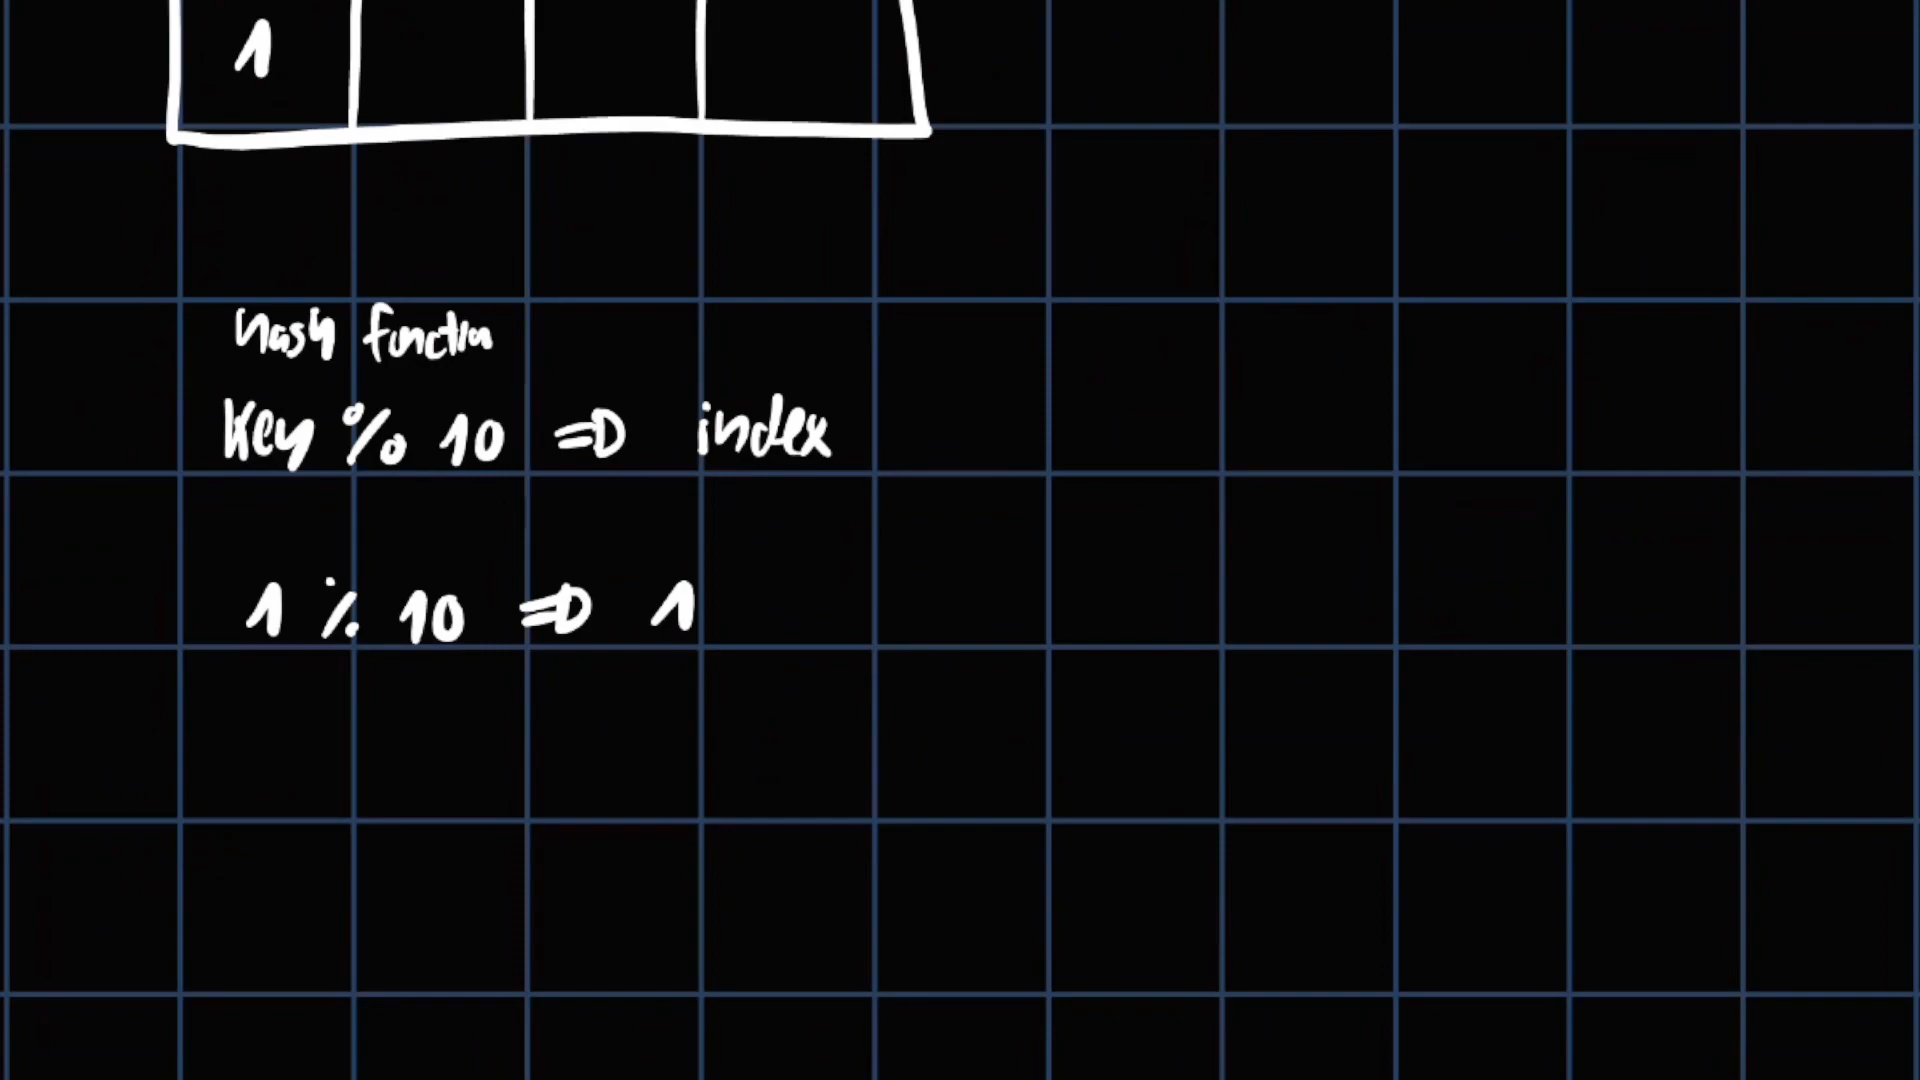 1
hash function
Key % 10 => index
1 % 10 => 1